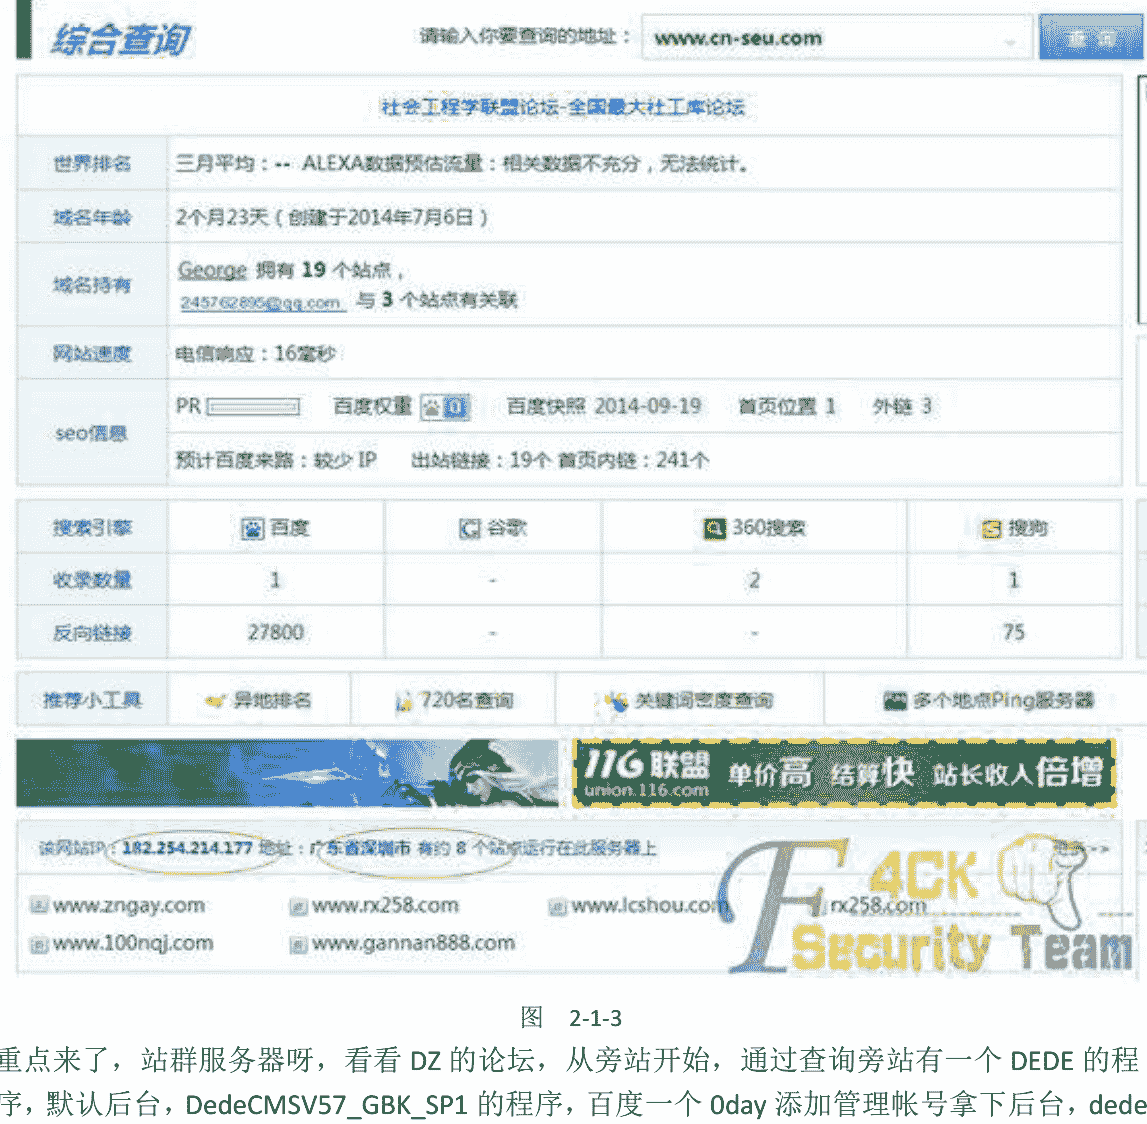 综合查询 请输入你要查询的地址： www.cn-seu.com 查 询
社会工程学联盟论坛-全国最大社工库论坛
世界排名 三月平均：-- ALEXA数据预估流量：相关数据不充分，无法统计。
域名年龄 2个月23天（创建于2014年7月6日）
域名持有 George 拥有 19 个站点，
245762895@qq.com 与 3 个站点有关联
网站速度 电信响应：16毫秒
seo信息 PR 百度权重 百度快照 2014-09-19 首页位置 1 外链 3
预计百度来路：较少 IP 出站链接：19个 首页内链：241个
搜索引擎 百度 谷歌 360搜索 搜狗
收录数量 1 - 2 1
反向链接 27800 - - 75
推荐小工具 异地排名 720名查询 关键词密度查询 多个地点Ping服务器
116联盟 单价高 结算快 站长收入倍增
union.116.com
该网站IP：182.254.214.177 地址：广东省深圳市 有约 8 个站点运行在此服务器上
www.zngay.com www.rx258.com www.lcshou.com rx258.com
www.100nqj.com www.gannan888.com
F4CK
Security Team
图 2-1-3
重点来了，站群服务器呀，看看 DZ 的论坛，从旁站开始，通过查询旁站有一个 DEDE 的程
序，默认后台，DedeCMSV57_GBK_SP1 的程序，百度一个 0day 添加管理帐号拿下后台，dede